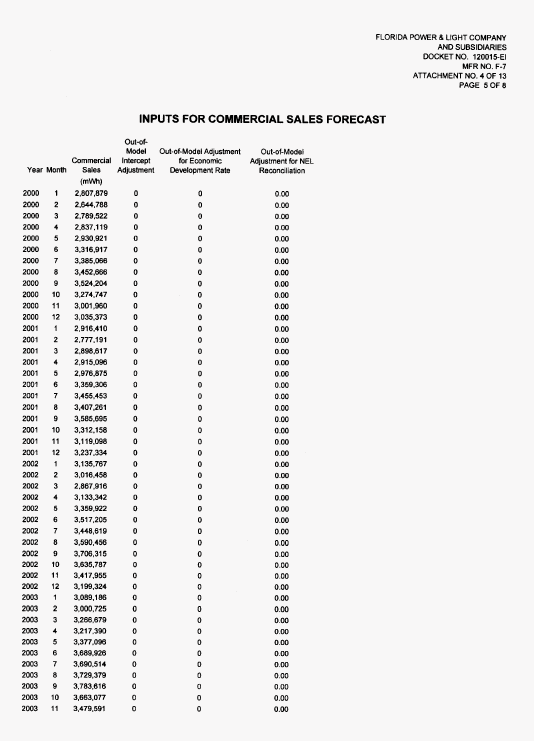 FLORIDA POWER & LIGHT COMPANY
AND SUBSIDIARIES
DOCKET NO. 120015-EI
MFR NO. F-7
ATTACHMENT NO. 4 OF 13
PAGE 5 OF 8
INPUTS FOR COMMERCIAL SALES FORECAST
Out-of-
Model Out-of-Model Adjustment Out-of-Model
Commercial Intercept for Economic Adjustment for NEL
Year Month Sales Adjustment Development Rate Reconciliation
(mWh)
2000 1 2,807,879 0 0 0.00
2000 2 2,644,788 0 0 0.00
2000 3 2,789,522 0 0 0.00
2000 4 2,837,119 0 0 0.00
2000 5 2,930,921 0 0 0.00
2000 6 3,316,917 0 0 0.00
2000 7 3,385,066 0 0 0.00
2000 8 3,452,666 0 0 0.00
2000 9 3,524,204 0 0 0.00
2000 10 3,274,747 0 0 0.00
2000 11 3,001,960 0 0 0.00
2000 12 3,035,373 0 0 0.00
2001 1 2,916,410 0 0 0.00
2001 2 2,777,191 0 0 0.00
2001 3 2,898,617 0 0 0.00
2001 4 2,915,096 0 0 0.00
2001 5 2,976,875 0 0 0.00
2001 6 3,359,306 0 0 0.00
2001 7 3,455,453 0 0 0.00
2001 8 3,407,261 0 0 0.00
2001 9 3,585,695 0 0 0.00
2001 10 3,312,158 0 0 0.00
2001 11 3,119,098 0 0 0.00
2001 12 3,237,334 0 0 0.00
2002 1 3,135,767 0 0 0.00
2002 2 3,016,458 0 0 0.00
2002 3 2,867,916 0 0 0.00
2002 4 3,133,342 0 0 0.00
2002 5 3,359,922 0 0 0.00
2002 6 3,517,205 0 0 0.00
2002 7 3,448,619 0 0 0.00
2002 8 3,590,456 0 0 0.00
2002 9 3,706,315 0 0 0.00
2002 10 3,635,787 0 0 0.00
2002 11 3,417,955 0 0 0.00
2002 12 3,199,324 0 0 0.00
2003 1 3,089,186 0 0 0.00
2003 2 3,000,725 0 0 0.00
2003 3 3,266,679 0 0 0.00
2003 4 3,217,390 0 0 0.00
2003 5 3,377,096 0 0 0.00
2003 6 3,689,926 0 0 0.00
2003 7 3,690,514 0 0 0.00
2003 8 3,729,379 0 0 0.00
2003 9 3,783,616 0 0 0.00
2003 10 3,663,077 0 0 0.00
2003 11 3,479,591 0 0 0.00